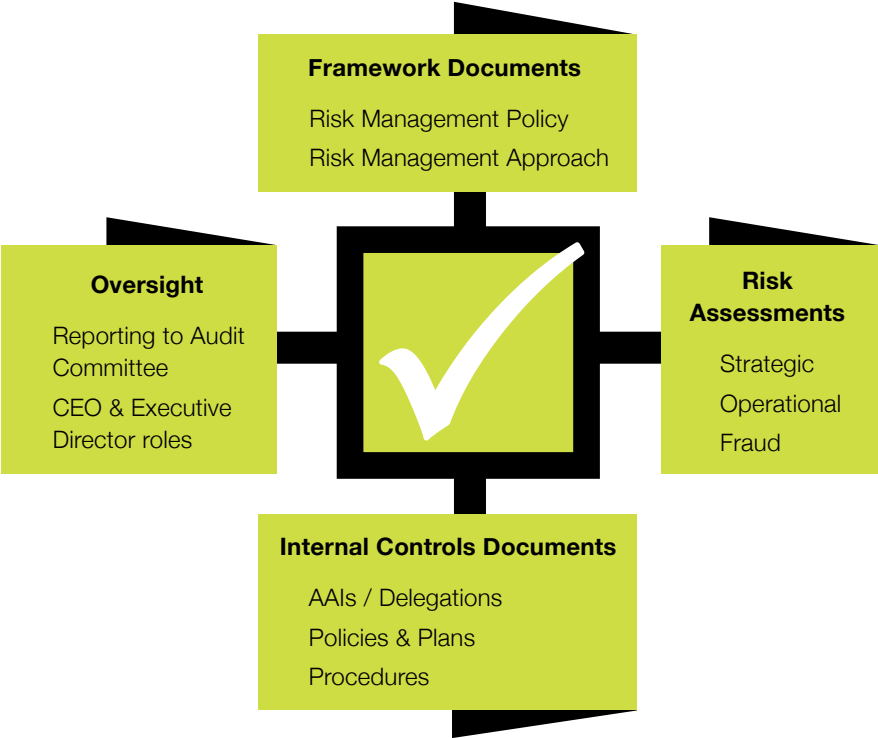 Framework Documents
Risk Management Policy
Risk Management Approach
Oversight
Reporting to Audit
Committee
CEO & Executive
Director roles
Risk
Assessments
Strategic
Operational
Fraud
Internal Controls Documents
AAIs / Delegations
Policies & Plans
Procedures